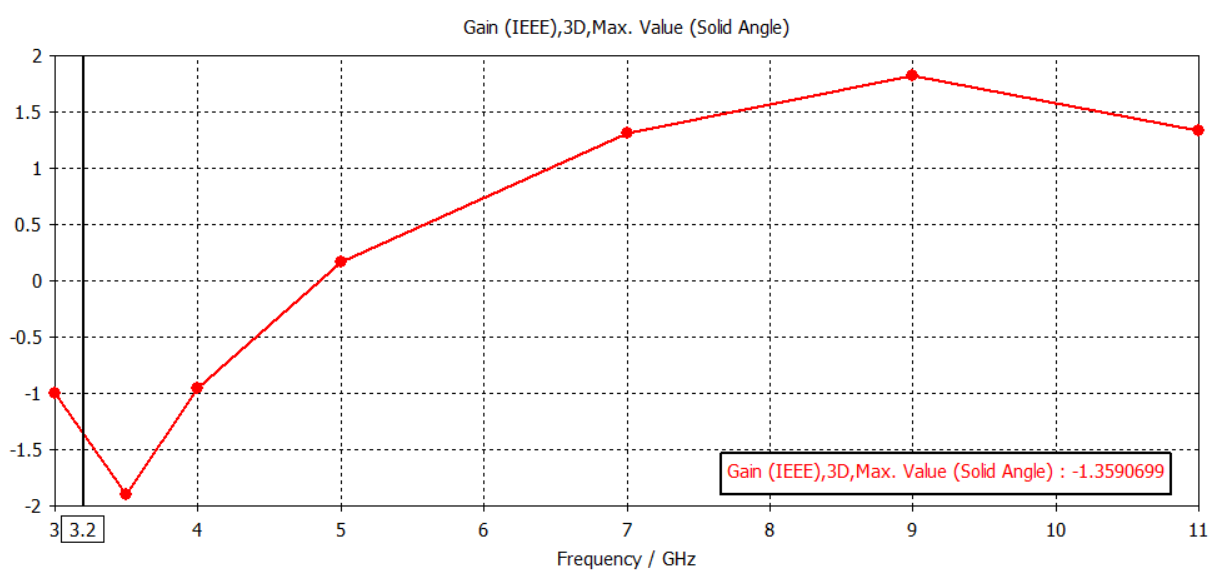 Gain (IEEE),3D,Max. Value (Solid Angle)
2
1.5
1
0.5
0
-0.5
-1
-1.5
-2
Gain (IEEE),3D,Max. Value (Solid Angle) : -1.3590699
3 3.2 4 5 6 7 8 9 10 11
Frequency / GHz